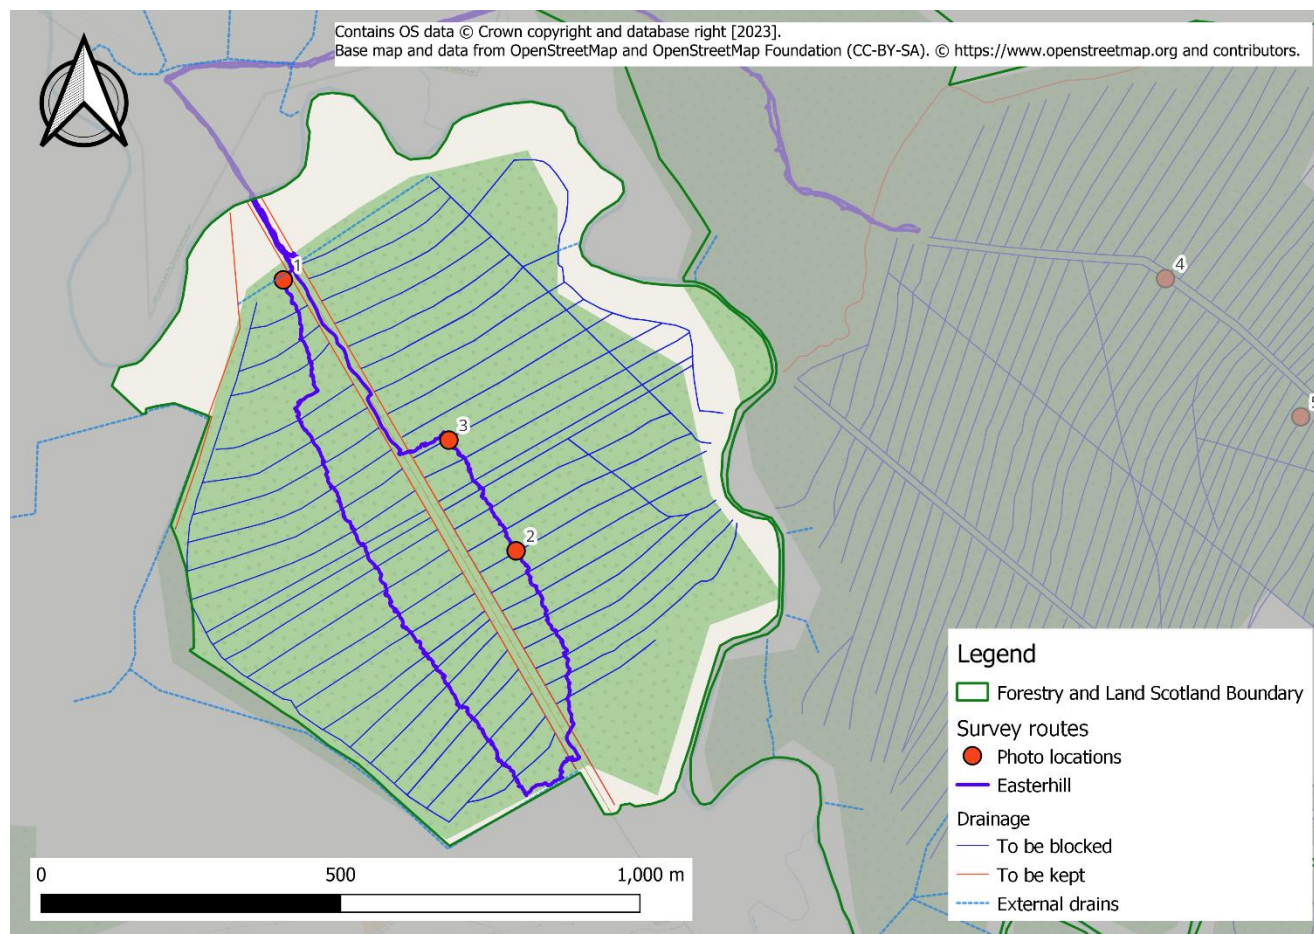 Contains OS data © Crown copyright and database right [2023].
Base map and data from OpenStreetMap and OpenStreetMap Foundation (CC-BY-SA). © https://www.openstreetmap.org and contributors.
1
4
3
5
2
Legend
Forestry and Land Scotland Boundary
Survey routes
Photo locations
Easterhill
Drainage
To be blocked
To be kept
External drains
0 500 1,000 m